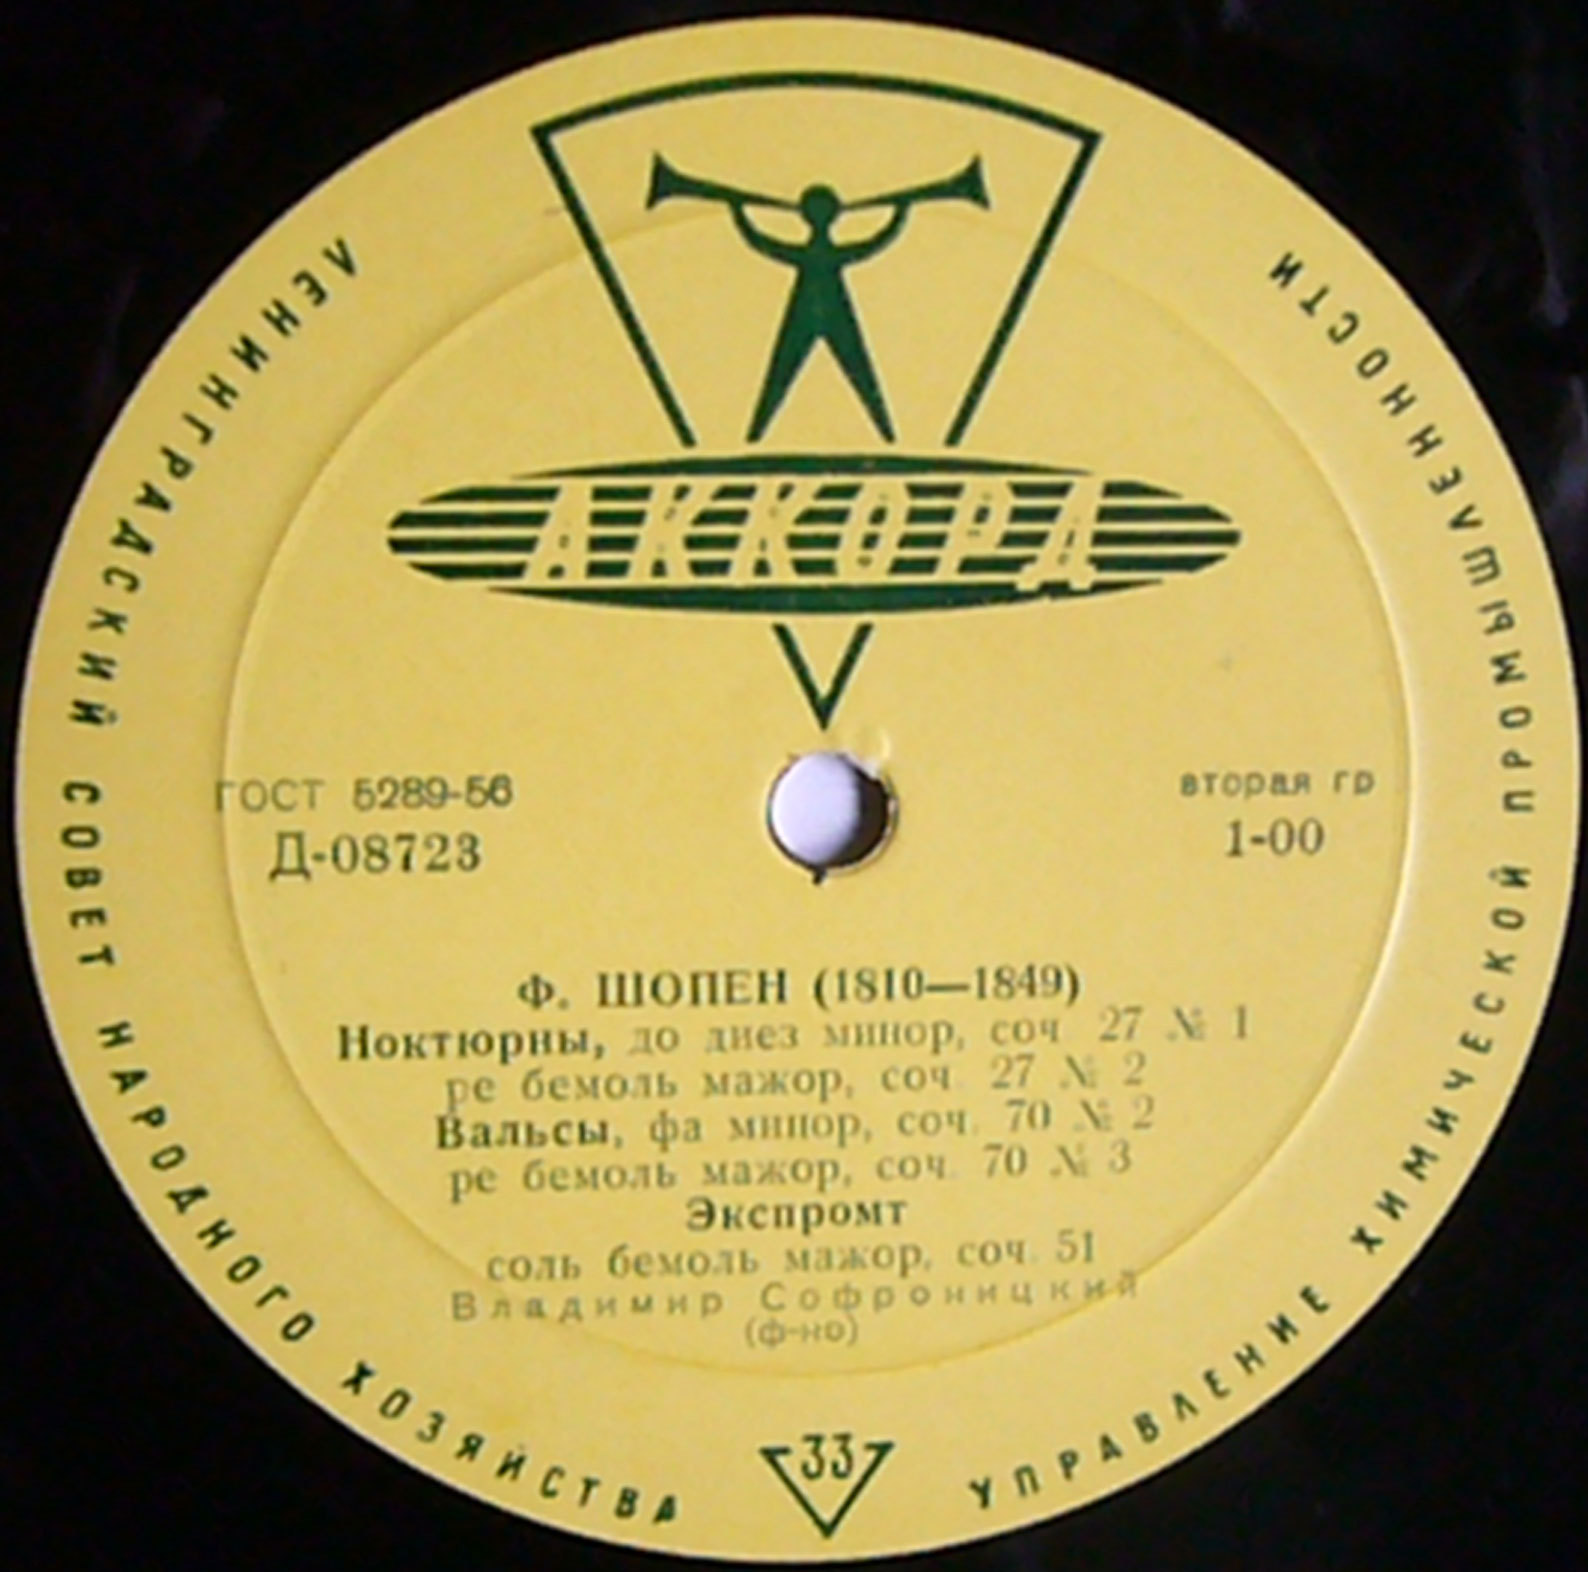 ЛЕНИНГРАДСКИЙ СОВЕТ НАРОДНОГО ХОЗЯЙСТВА
УПРАВЛЕНИЕ ХИМИЧЕСКОЙ ПРОМЫШЛЕННОСТИ
АККОРД
ГОСТ 5289-56
Д-08723
вторая гр
1-00
Ф. ШОПЕН (1810—1849)
Ноктюрны, до диез минор, соч. 27 № 1
ре бемоль мажор, соч. 27 № 2
Вальсы, фа минор, соч. 70 № 2
ре бемоль мажор, соч. 70 № 3
Экспромт
соль бемоль мажор, соч. 51
Владимир Софроницкий
(ф-но)
33